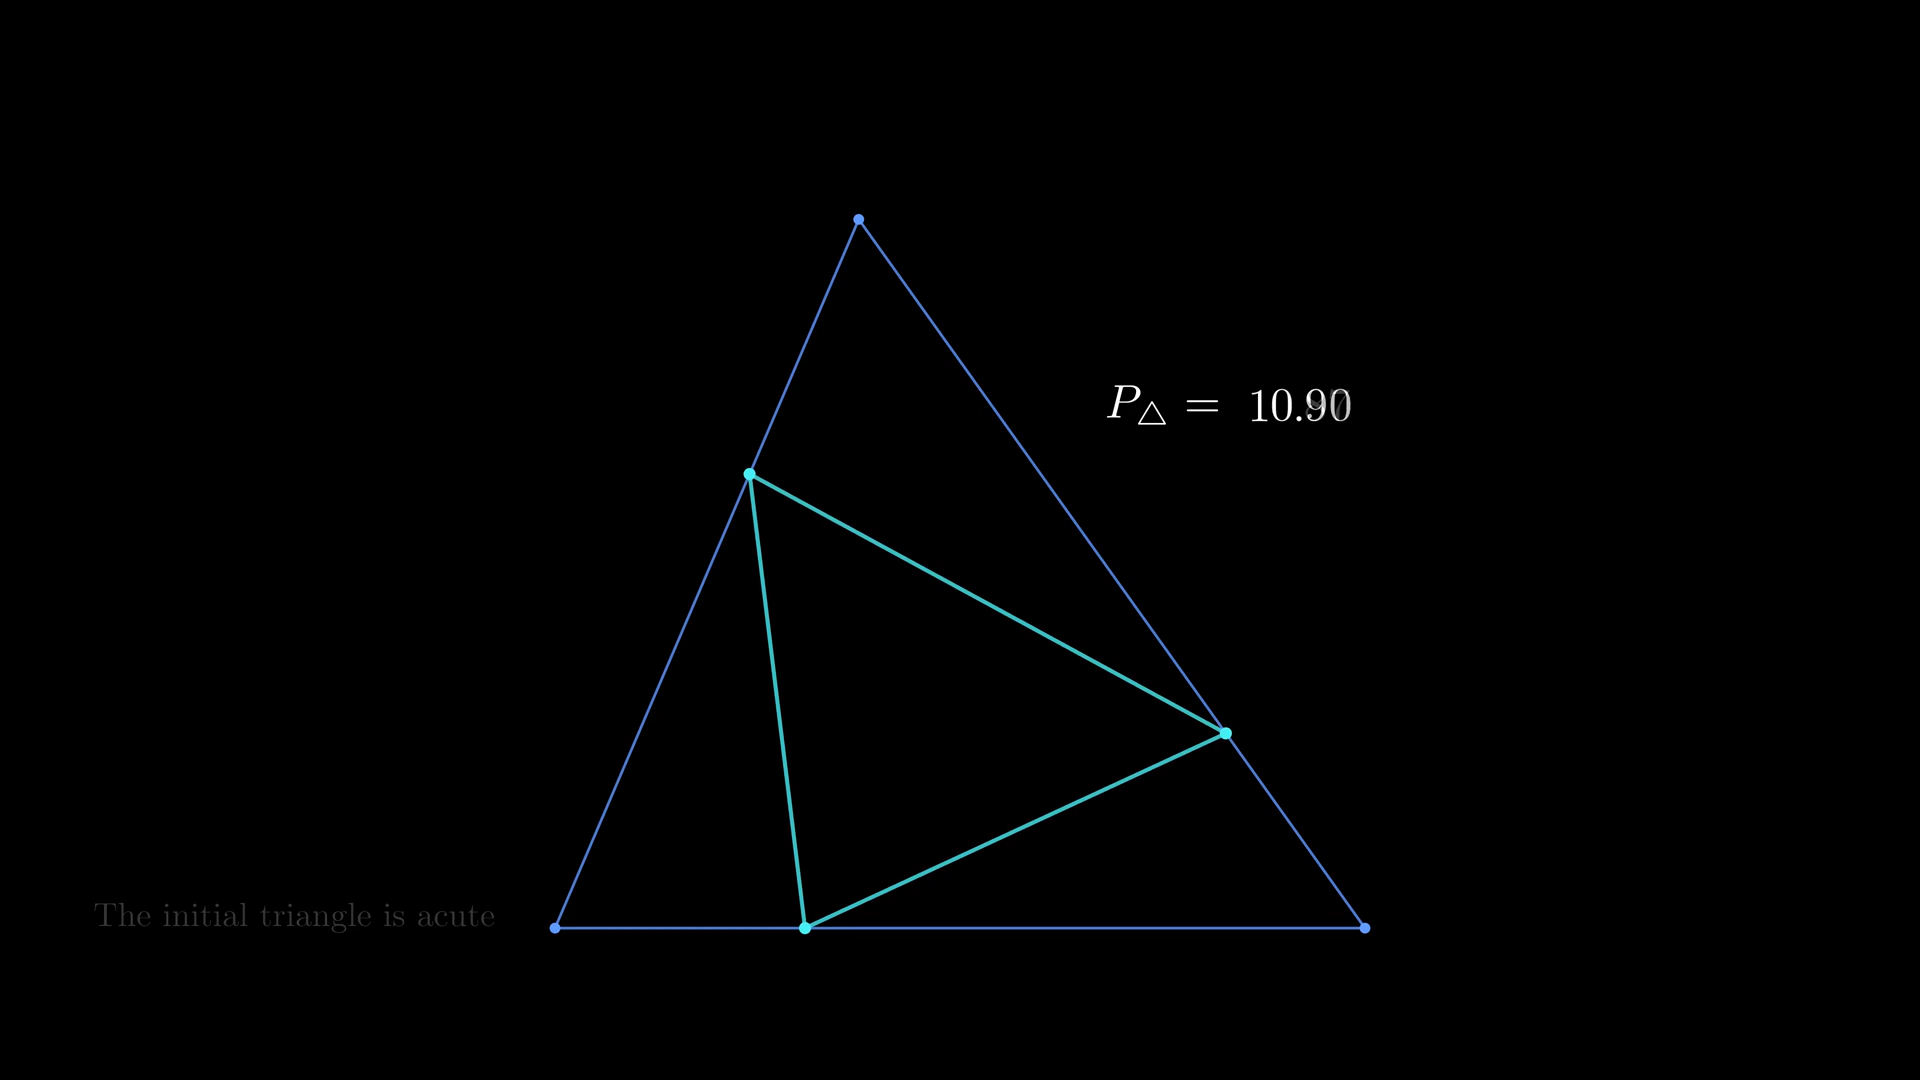 P△ = 10.90
The initial triangle is acute